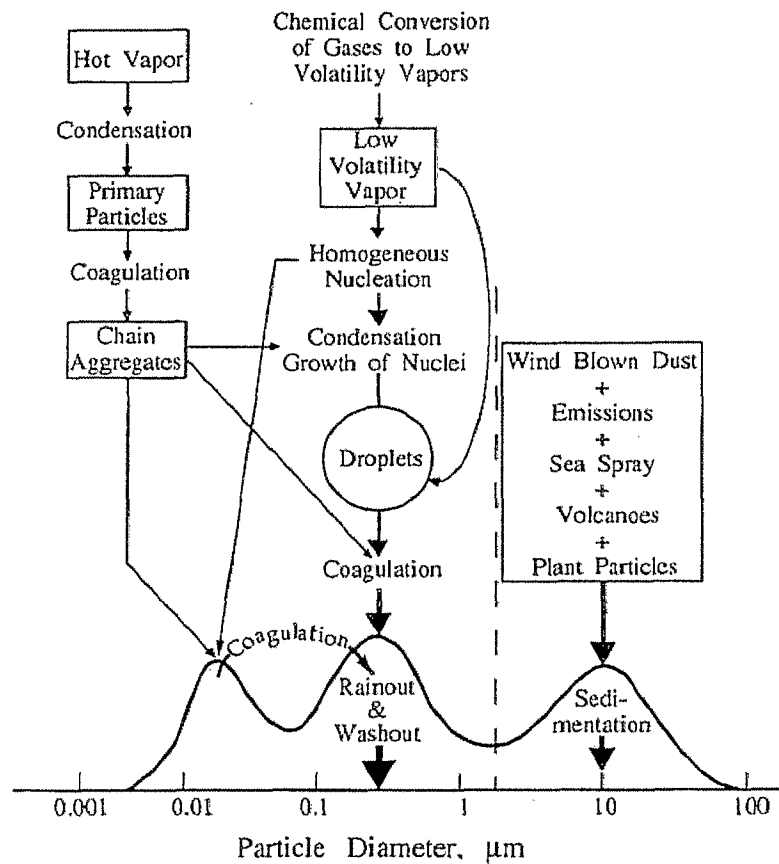 Hot Vapor
Condensation
Primary
Particles
Coagulation
Chain
Aggregates
Chemical Conversion
of Gases to Low
Volatility Vapors
Low
Volatility
Vapor
Homogeneous
Nucleation
Condensation
Growth of Nuclei
Droplets
Coagulation
Wind Blown Dust
+
Emissions
+
Sea Spray
+
Volcanoes
+
Plant Particles
Coagulation
Rainout
&
Washout
Sedi-
mentation
0.001 0.01 0.1 1 10 100
Particle Diameter, μm